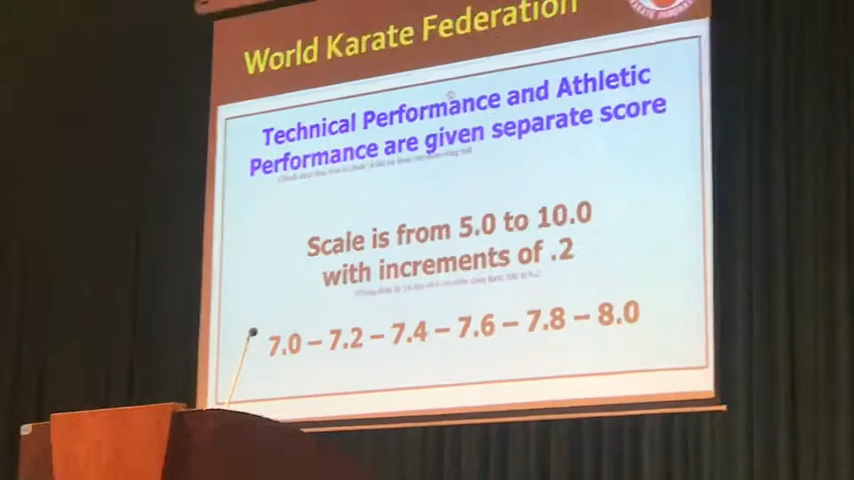 World Karate Federation
Technical Performance and Athletic
Performance are given separate score
Scale is from 5.0 to 10.0
with increments of .2
7.0 – 7.2 – 7.4 – 7.6 – 7.8 – 8.0